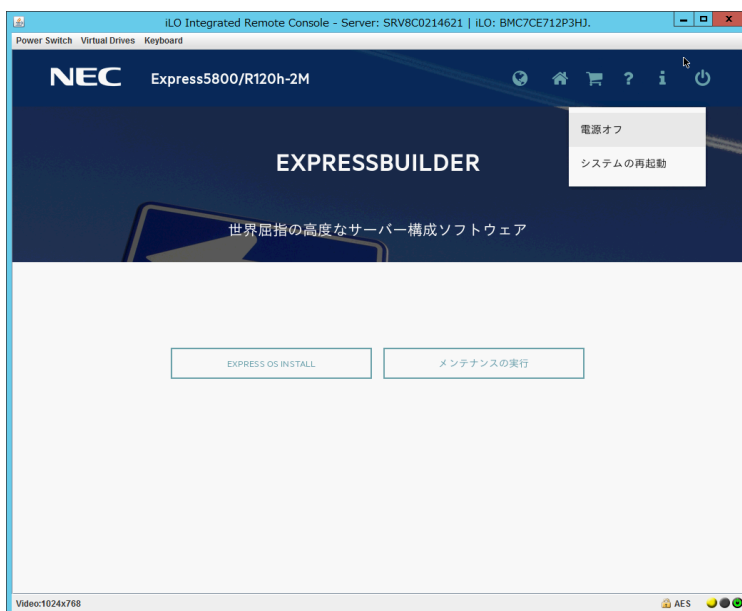 iLO Integrated Remote Console - Server: SRV8C0214621 | iLO: BMC7CE712P3HJ.
Power Switch Virtual Drives Keyboard
NEC Express5800/R120h-2M
電源オフ
システムの再起動
EXPRESSBUILDER
世界屈指の高度なサーバー構成ソフトウェア
EXPRESS OS INSTALL メンテナンスの実行
Video:1024x768 AES